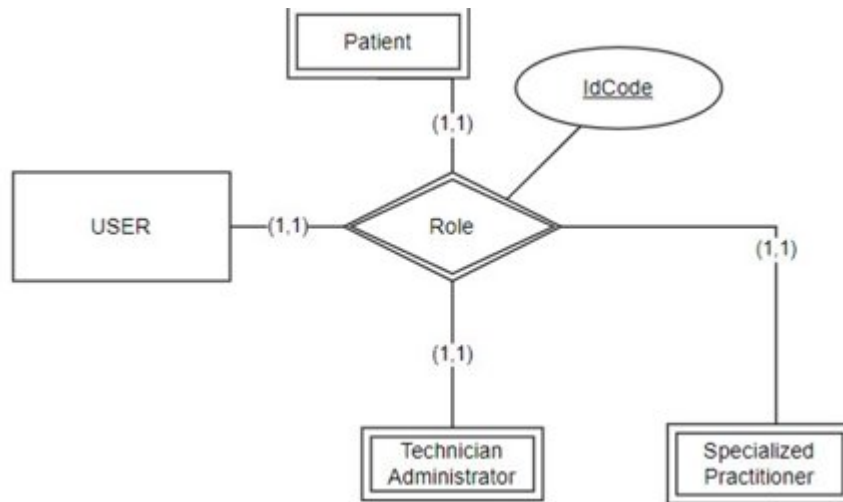 Patient
IdCode
(1,1)
USER
(1,1)
Role
(1,1)
(1,1)
Technician
Administrator
Specialized
Practitioner